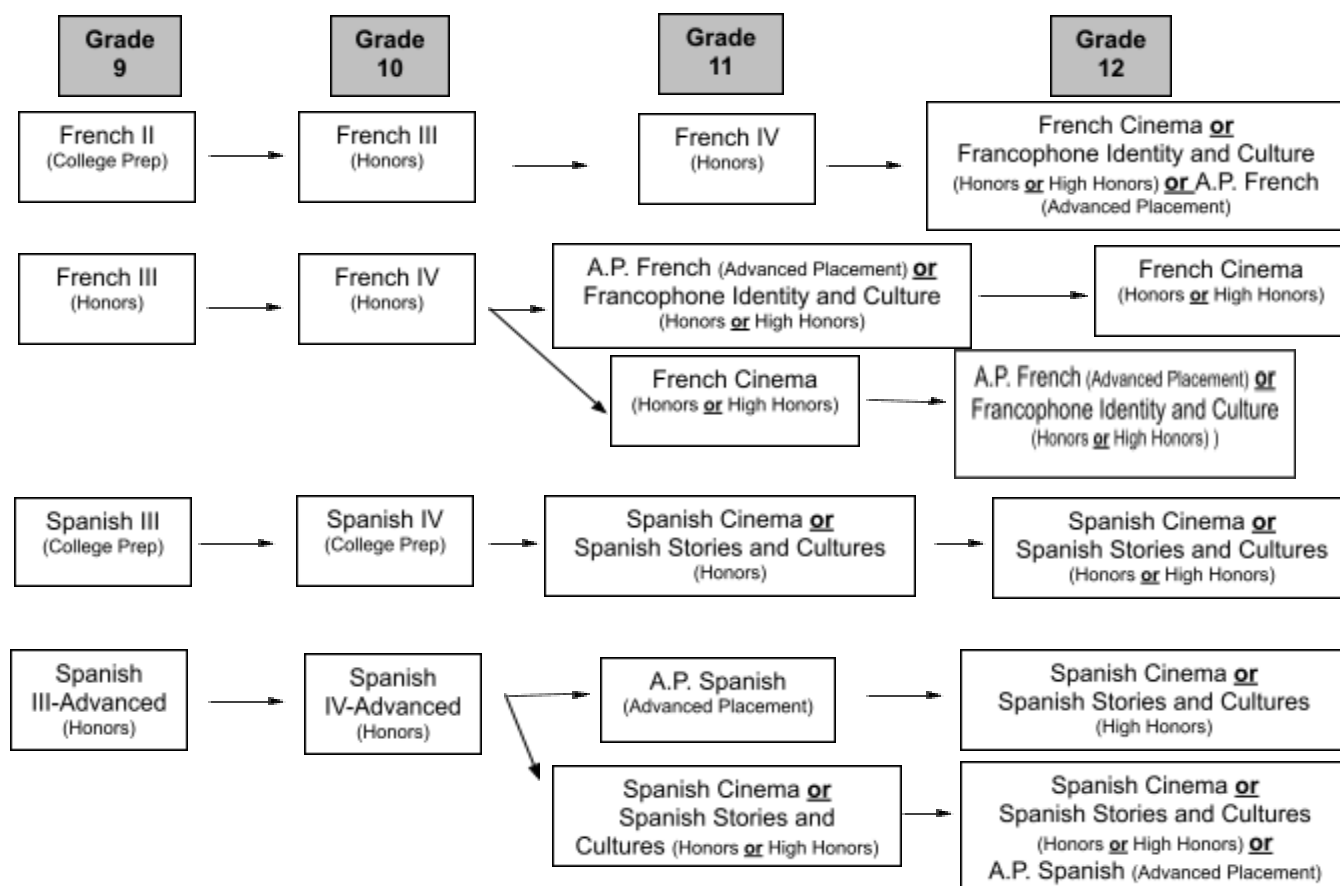 Grade
9
Grade
10
Grade
11
Grade
12
French II
(College Prep)
French III
(Honors)
French IV
(Honors)
French Cinema or
Francophone Identity and Culture
(Honors or High Honors) or A.P. French
(Advanced Placement)
French III
(Honors)
French IV
(Honors)
A.P. French (Advanced Placement) or
Francophone Identity and Culture
(Honors or High Honors)
French Cinema
(Honors or High Honors)
French Cinema
(Honors or High Honors)
A.P. French (Advanced Placement) or
Francophone Identity and Culture
(Honors or High Honors) )
Spanish III
(College Prep)
Spanish IV
(College Prep)
Spanish Cinema or
Spanish Stories and Cultures
(Honors)
Spanish Cinema or
Spanish Stories and Cultures
(Honors or High Honors)
Spanish
III-Advanced
(Honors)
Spanish
IV-Advanced
(Honors)
A.P. Spanish
(Advanced Placement)
Spanish Cinema or
Spanish Stories and Cultures
(High Honors)
Spanish Cinema or
Spanish Stories and
Cultures (Honors or High Honors)
Spanish Cinema or
Spanish Stories and Cultures
(Honors or High Honors) or
A.P. Spanish (Advanced Placement)